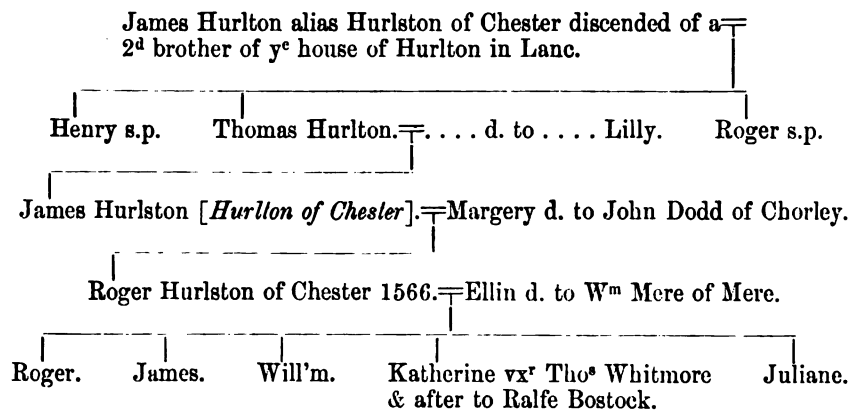 James Hurlton alias Hurlston of Chester discended of a
2d brother of ye house of Hurlton in Lanc.
Henry s.p. Thomas Hurlton. . . . . d. to . . . . Lilly. Roger s.p.
James Hurlston [Hurlton of Chester]. Margery d. to John Dodd of Chorley.
Roger Hurlston of Chester 1566. Ellin d. to Wm Mere of Mere.
Roger. James. Will'm. Katherine vxr Thos Whitmore Juliane.
& after to Ralfe Bostock.